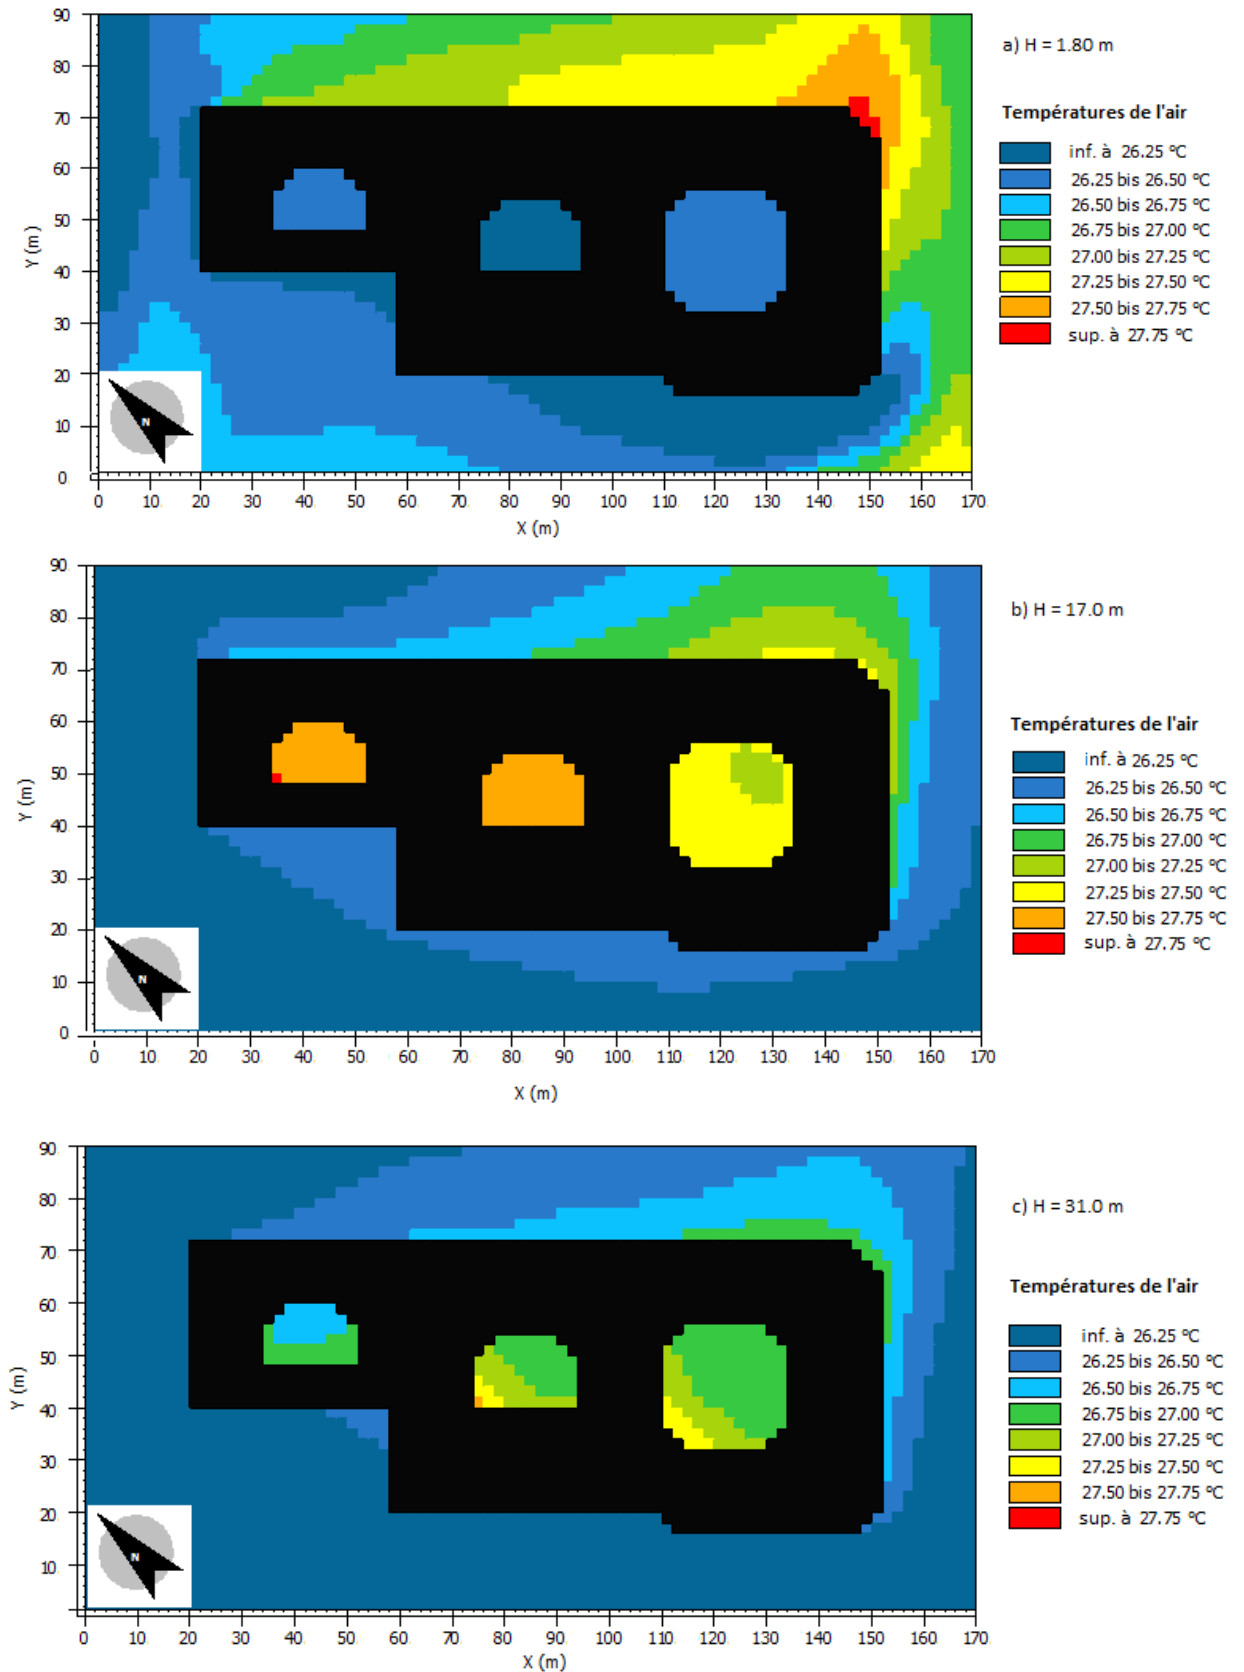 a) H = 1.80 m
Températures de l'air
inf. à 26.25 °C
26.25 bis 26.50 °C
26.50 bis 26.75 °C
26.75 bis 27.00 °C
27.00 bis 27.25 °C
27.25 bis 27.50 °C
27.50 bis 27.75 °C
sup. à 27.75 °C
90
80
70
60
50
40
30
20
10
0
Y (m)
N
0 10 20 30 40 50 60 70 80 90 100 110 120 130 140 150 160 170
X (m)
b) H = 17.0 m
Températures de l'air
inf. à 26.25 °C
26.25 bis 26.50 °C
26.50 bis 26.75 °C
26.75 bis 27.00 °C
27.00 bis 27.25 °C
27.25 bis 27.50 °C
27.50 bis 27.75 °C
sup. à 27.75 °C
90
80
70
60
50
40
30
20
10
0
Y (m)
N
0 10 20 30 40 50 60 70 80 90 100 110 120 130 140 150 160 170
X (m)
c) H = 31.0 m
Températures de l'air
inf. à 26.25 °C
26.25 bis 26.50 °C
26.50 bis 26.75 °C
26.75 bis 27.00 °C
27.00 bis 27.25 °C
27.25 bis 27.50 °C
27.50 bis 27.75 °C
sup. à 27.75 °C
90
80
70
60
50
40
30
20
10
Y (m)
N
0 10 20 30 40 50 60 70 80 90 100 110 120 130 140 150 160 170
X (m)